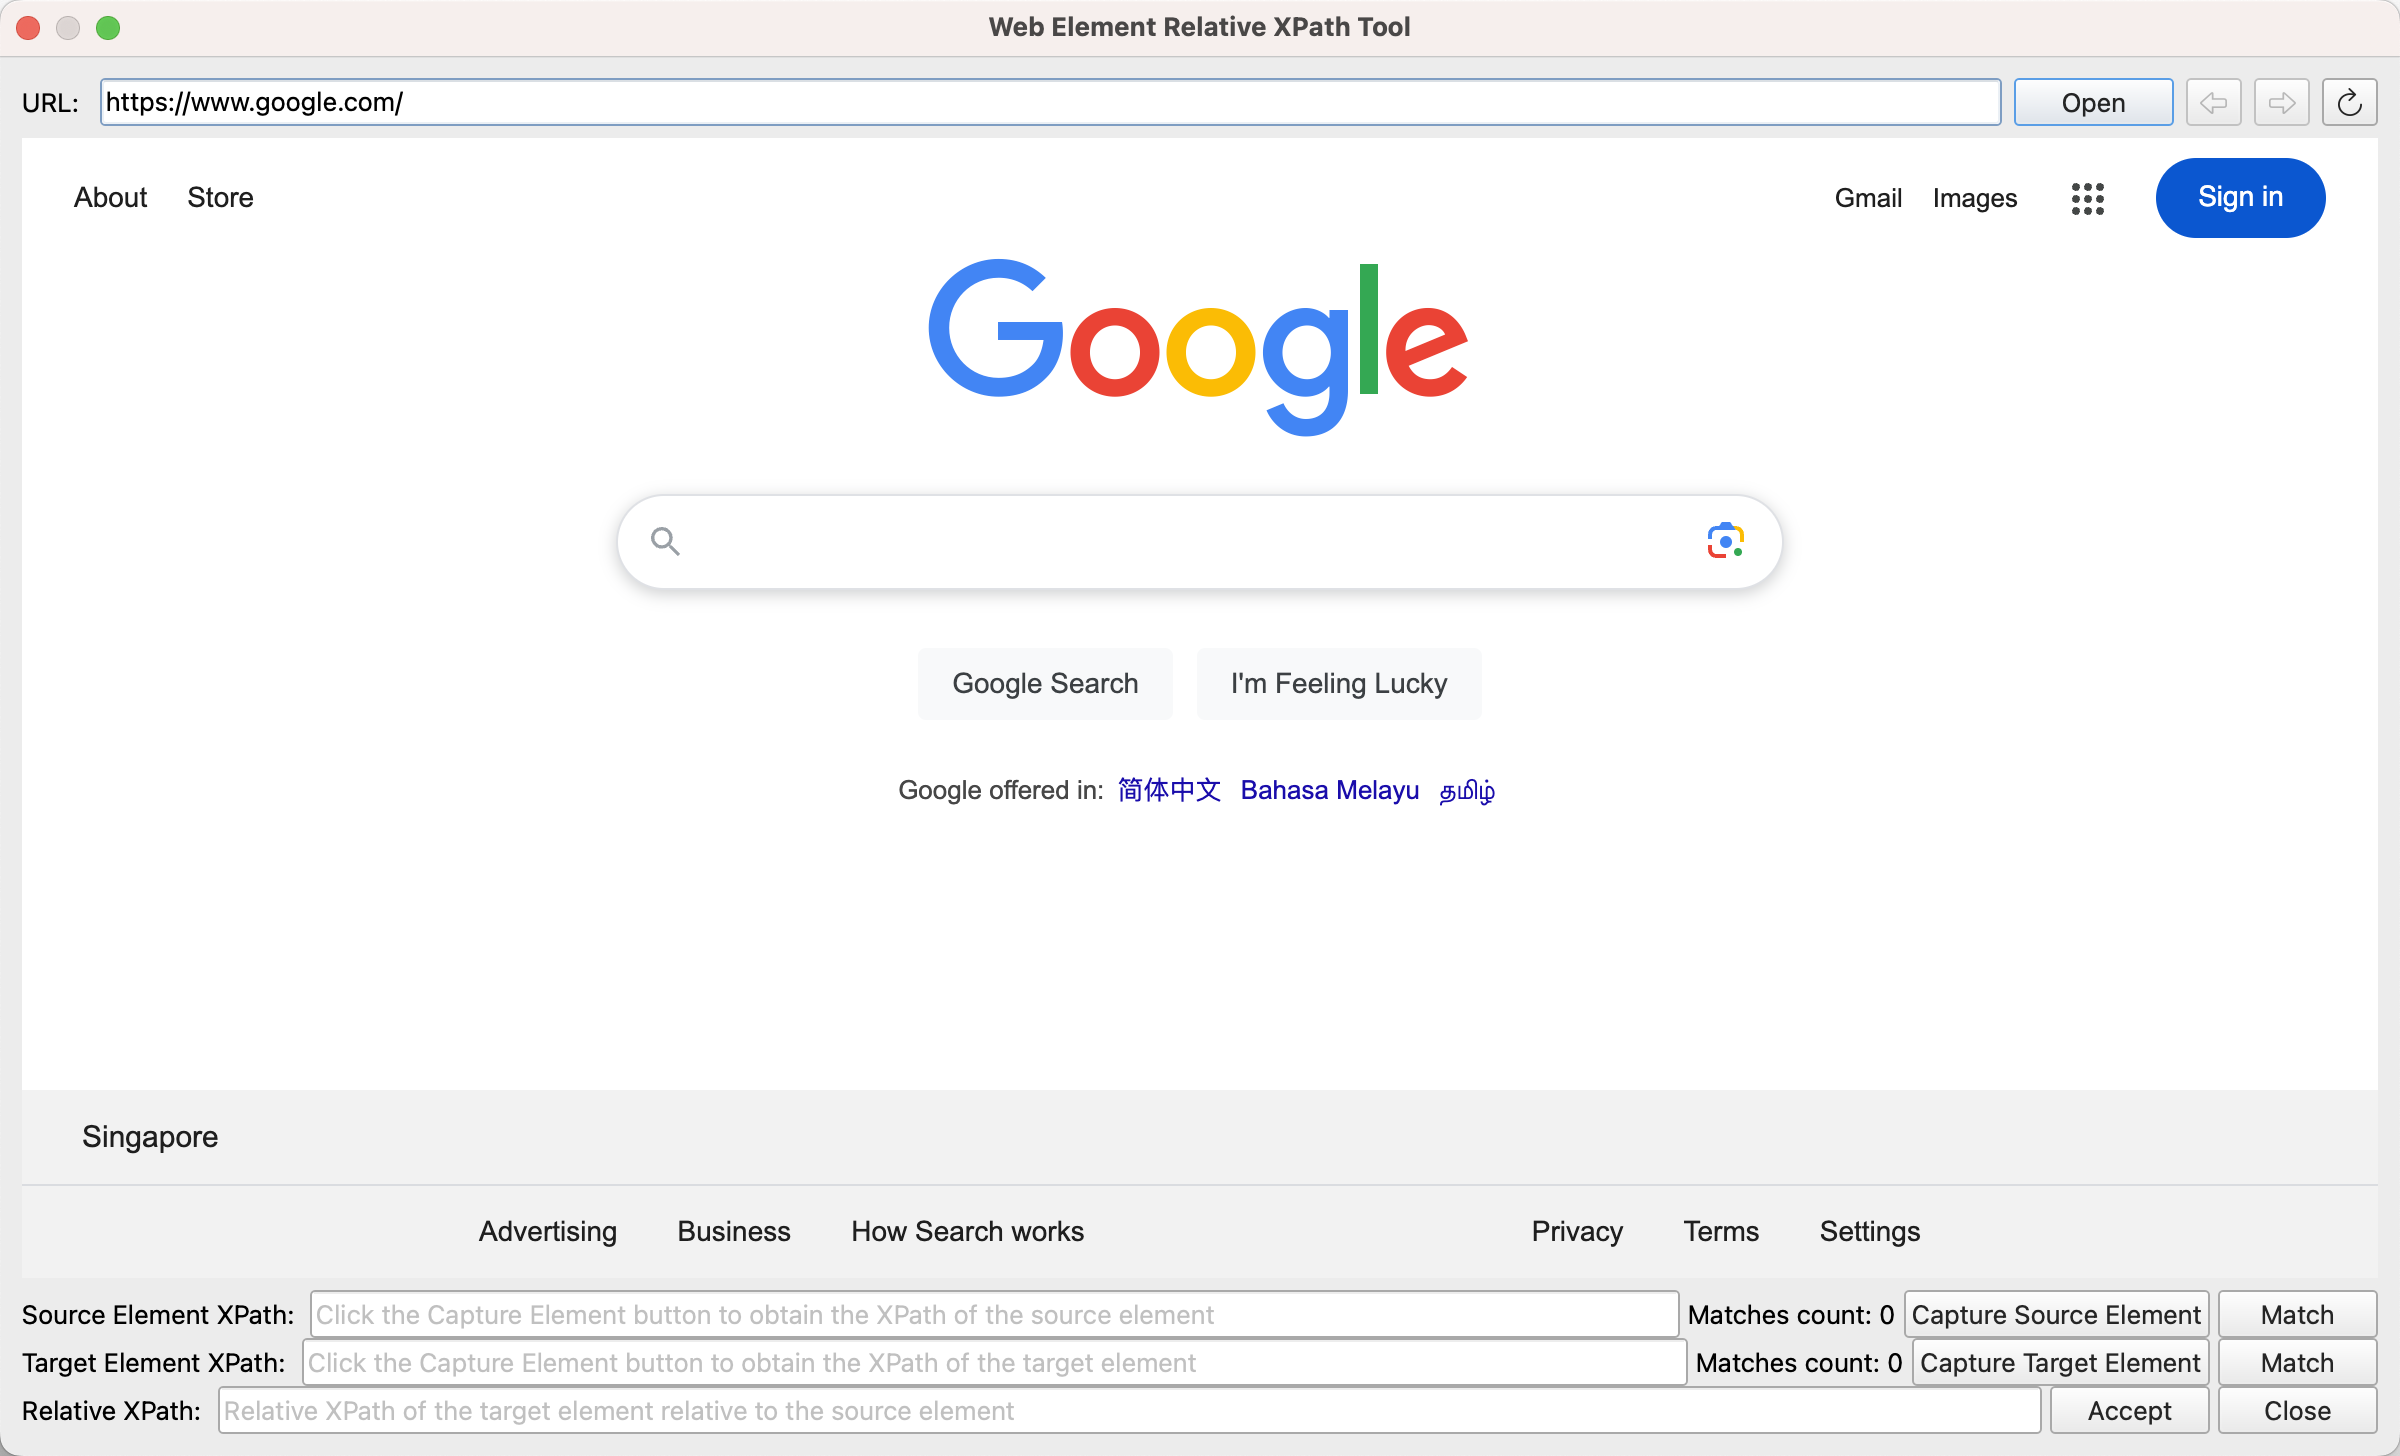 Web Element Relative XPath Tool
URL: https://www.google.com/ Open
About Store Gmail Images Sign in
Google
Google Search I'm Feeling Lucky
Google offered in: 简体中文 Bahasa Melayu தமிழ்
Singapore
Advertising Business How Search works Privacy Terms Settings
Source Element XPath: Click the Capture Element button to obtain the XPath of the source element Matches count: 0 Capture Source Element Match
Target Element XPath: Click the Capture Element button to obtain the XPath of the target element Matches count: 0 Capture Target Element Match
Relative XPath: Relative XPath of the target element relative to the source element Accept Close